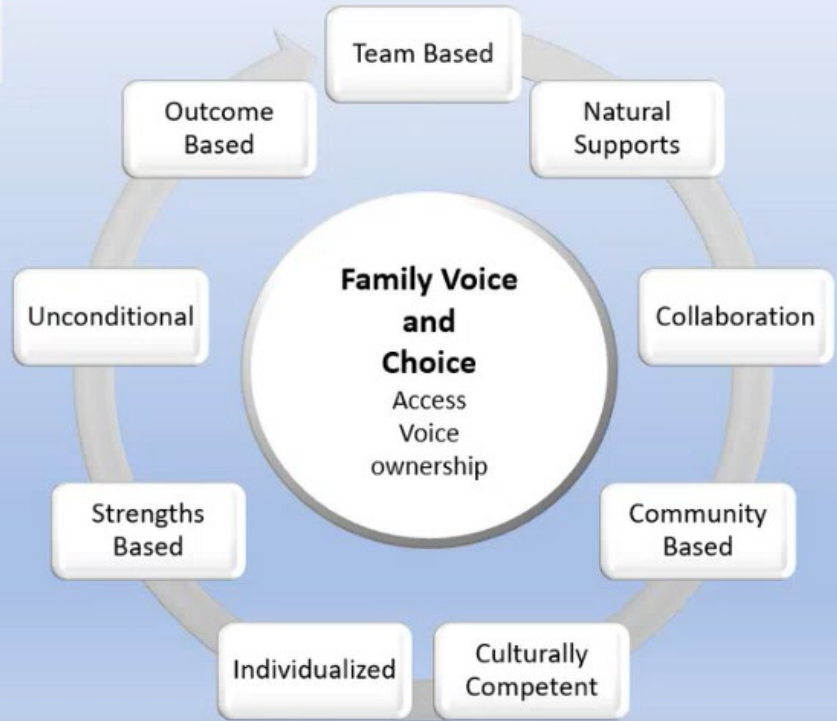 Team Based
Natural
Supports
Collaboration
Community
Based
Culturally
Competent
Individualized
Strengths
Based
Unconditional
Outcome
Based
Family Voice
and
Choice
Access
Voice
ownership